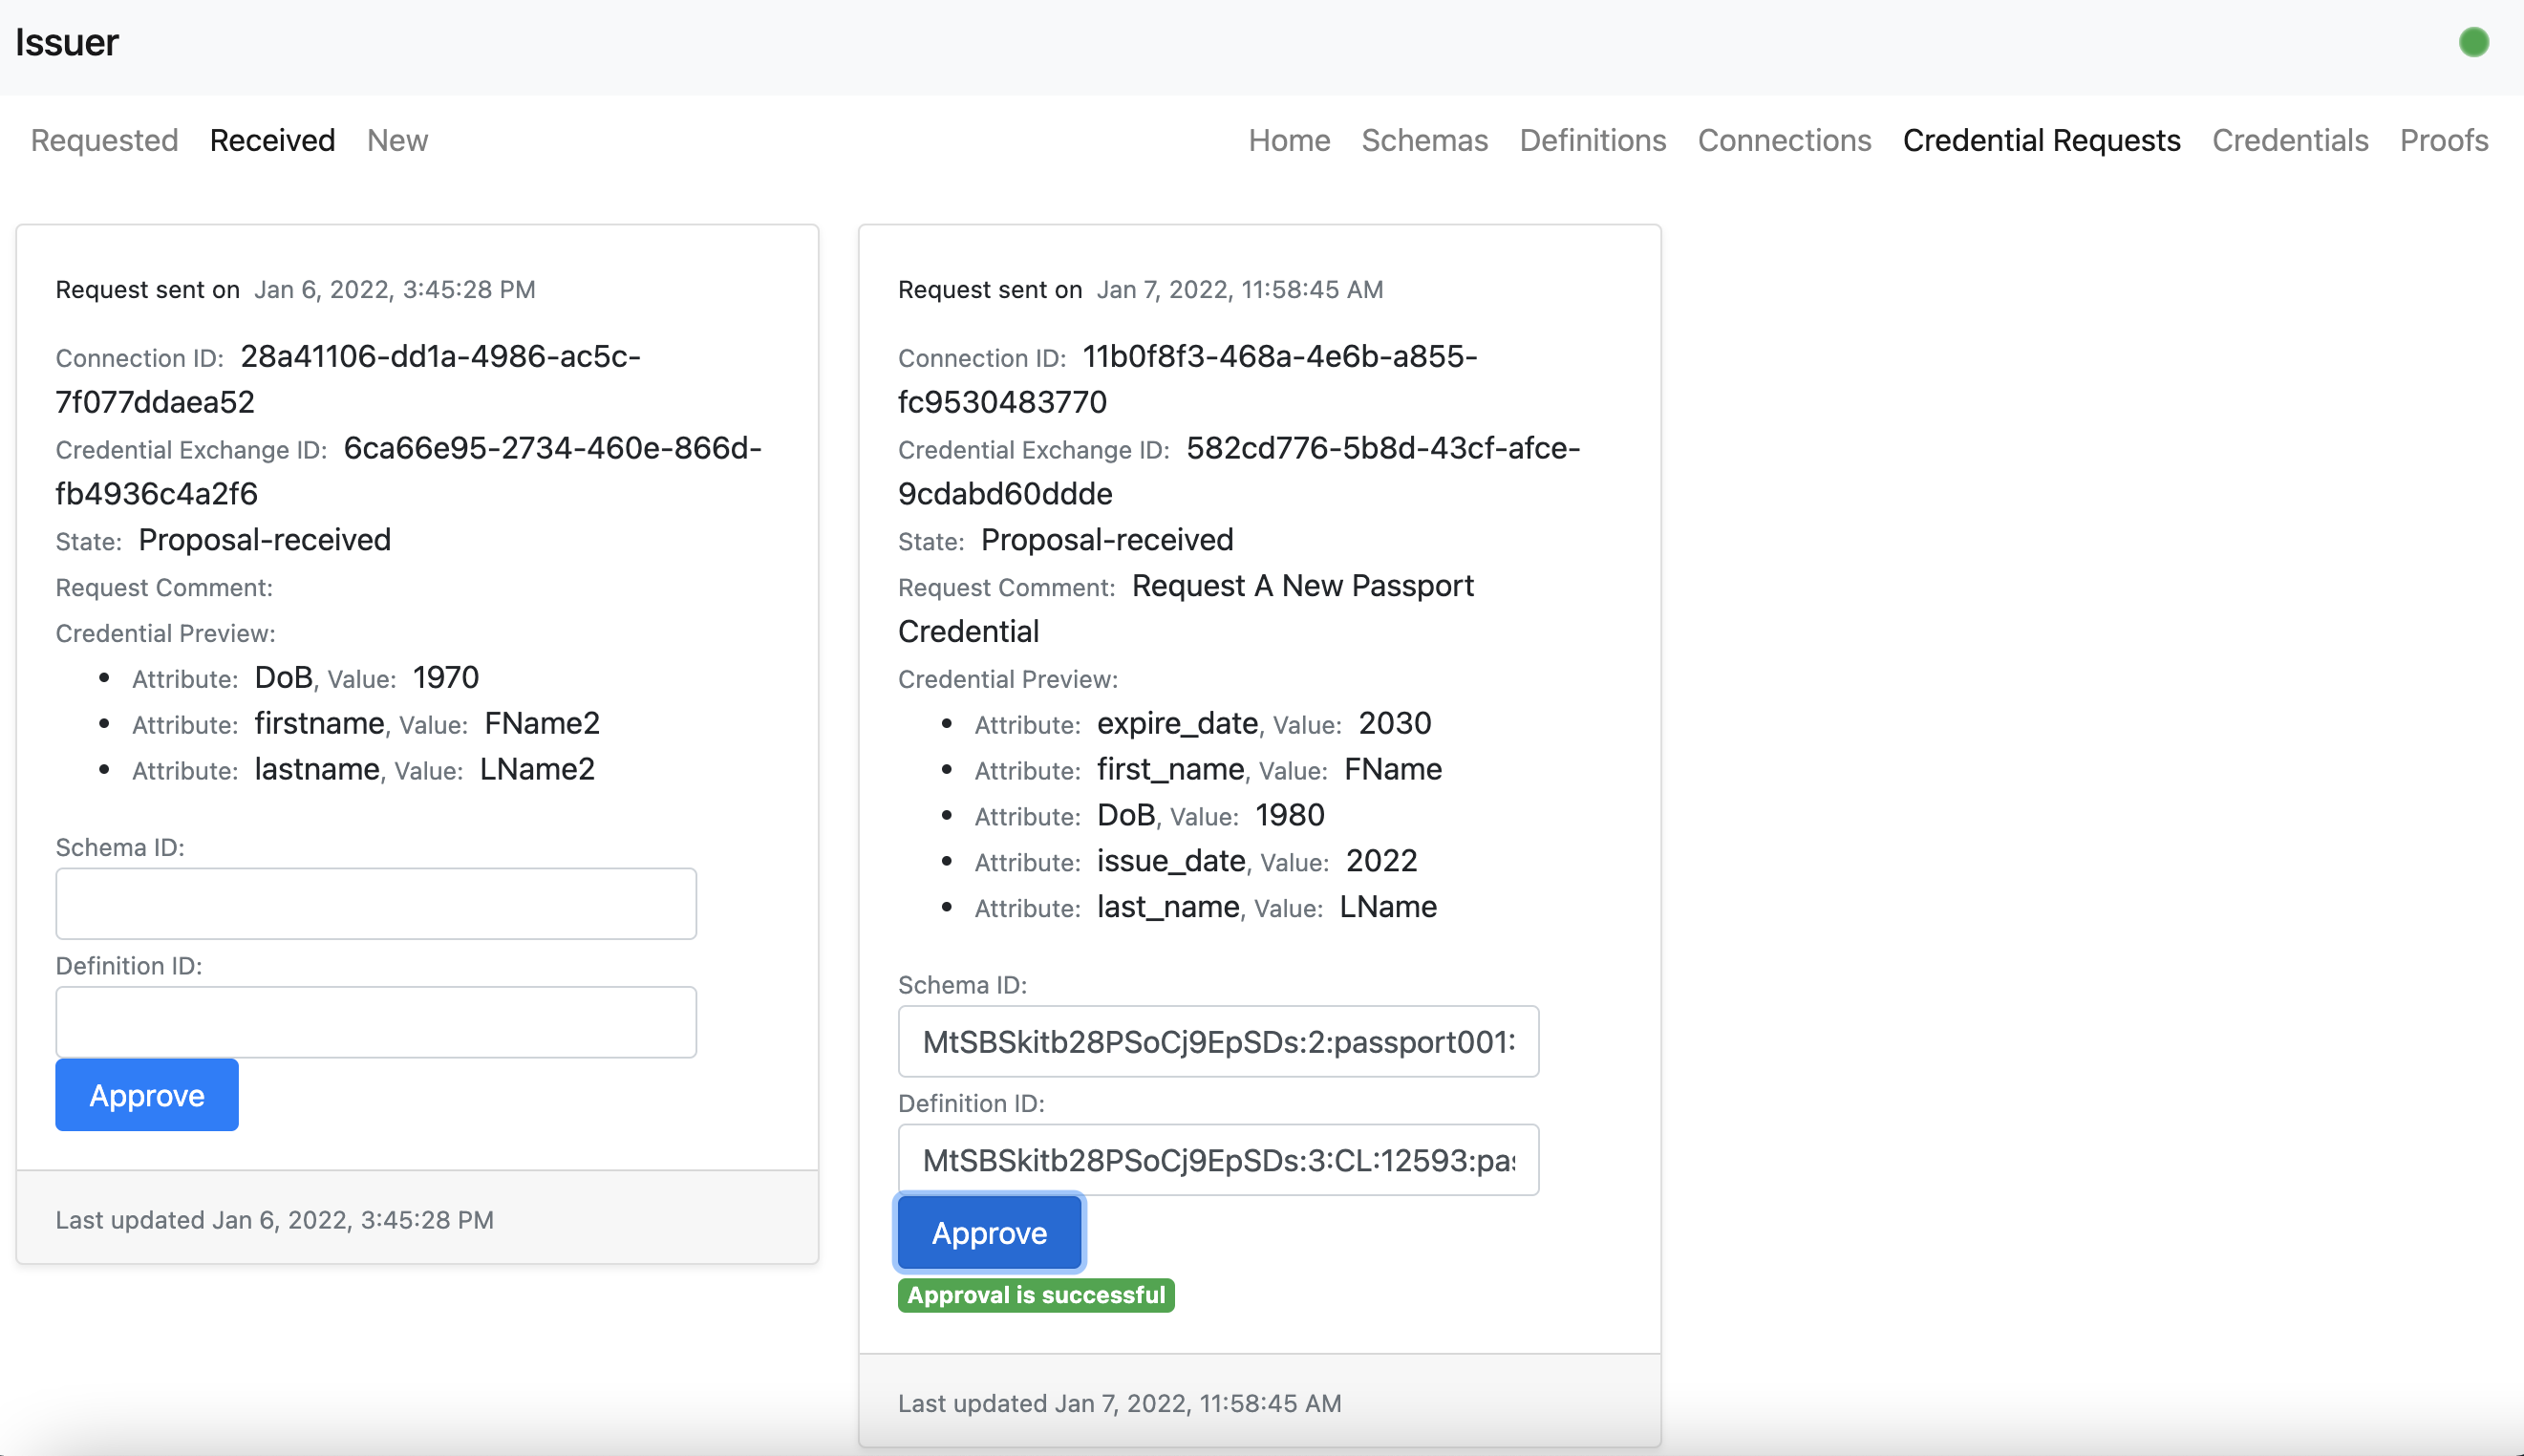 Issuer
Requested Received New Home Schemas Definitions Connections Credential Requests Credentials Proofs
Request sent on Jan 6, 2022, 3:45:28 PM
Connection ID: 28a41106-dd1a-4986-ac5c-
7f077ddaea52
Credential Exchange ID: 6ca66e95-2734-460e-866d-
fb4936c4a2f6
State: Proposal-received
Request Comment:
Credential Preview:
• Attribute: DoB, Value: 1970
• Attribute: firstname, Value: FName2
• Attribute: lastname, Value: LName2
Schema ID:
Definition ID:
Approve
Last updated Jan 6, 2022, 3:45:28 PM
Request sent on Jan 7, 2022, 11:58:45 AM
Connection ID: 11b0f8f3-468a-4e6b-a855-
fc9530483770
Credential Exchange ID: 582cd776-5b8d-43cf-afce-
9cdabd60ddde
State: Proposal-received
Request Comment: Request A New Passport
Credential
Credential Preview:
• Attribute: expire_date, Value: 2030
• Attribute: first_name, Value: FName
• Attribute: DoB, Value: 1980
• Attribute: issue_date, Value: 2022
• Attribute: last_name, Value: LName
Schema ID:
MtSBSkitb28PSoCj9EpSDs:2:passport001:
Definition ID:
MtSBSkitb28PSoCj9EpSDs:3:CL:12593:pas
Approve
Approval is successful
Last updated Jan 7, 2022, 11:58:45 AM